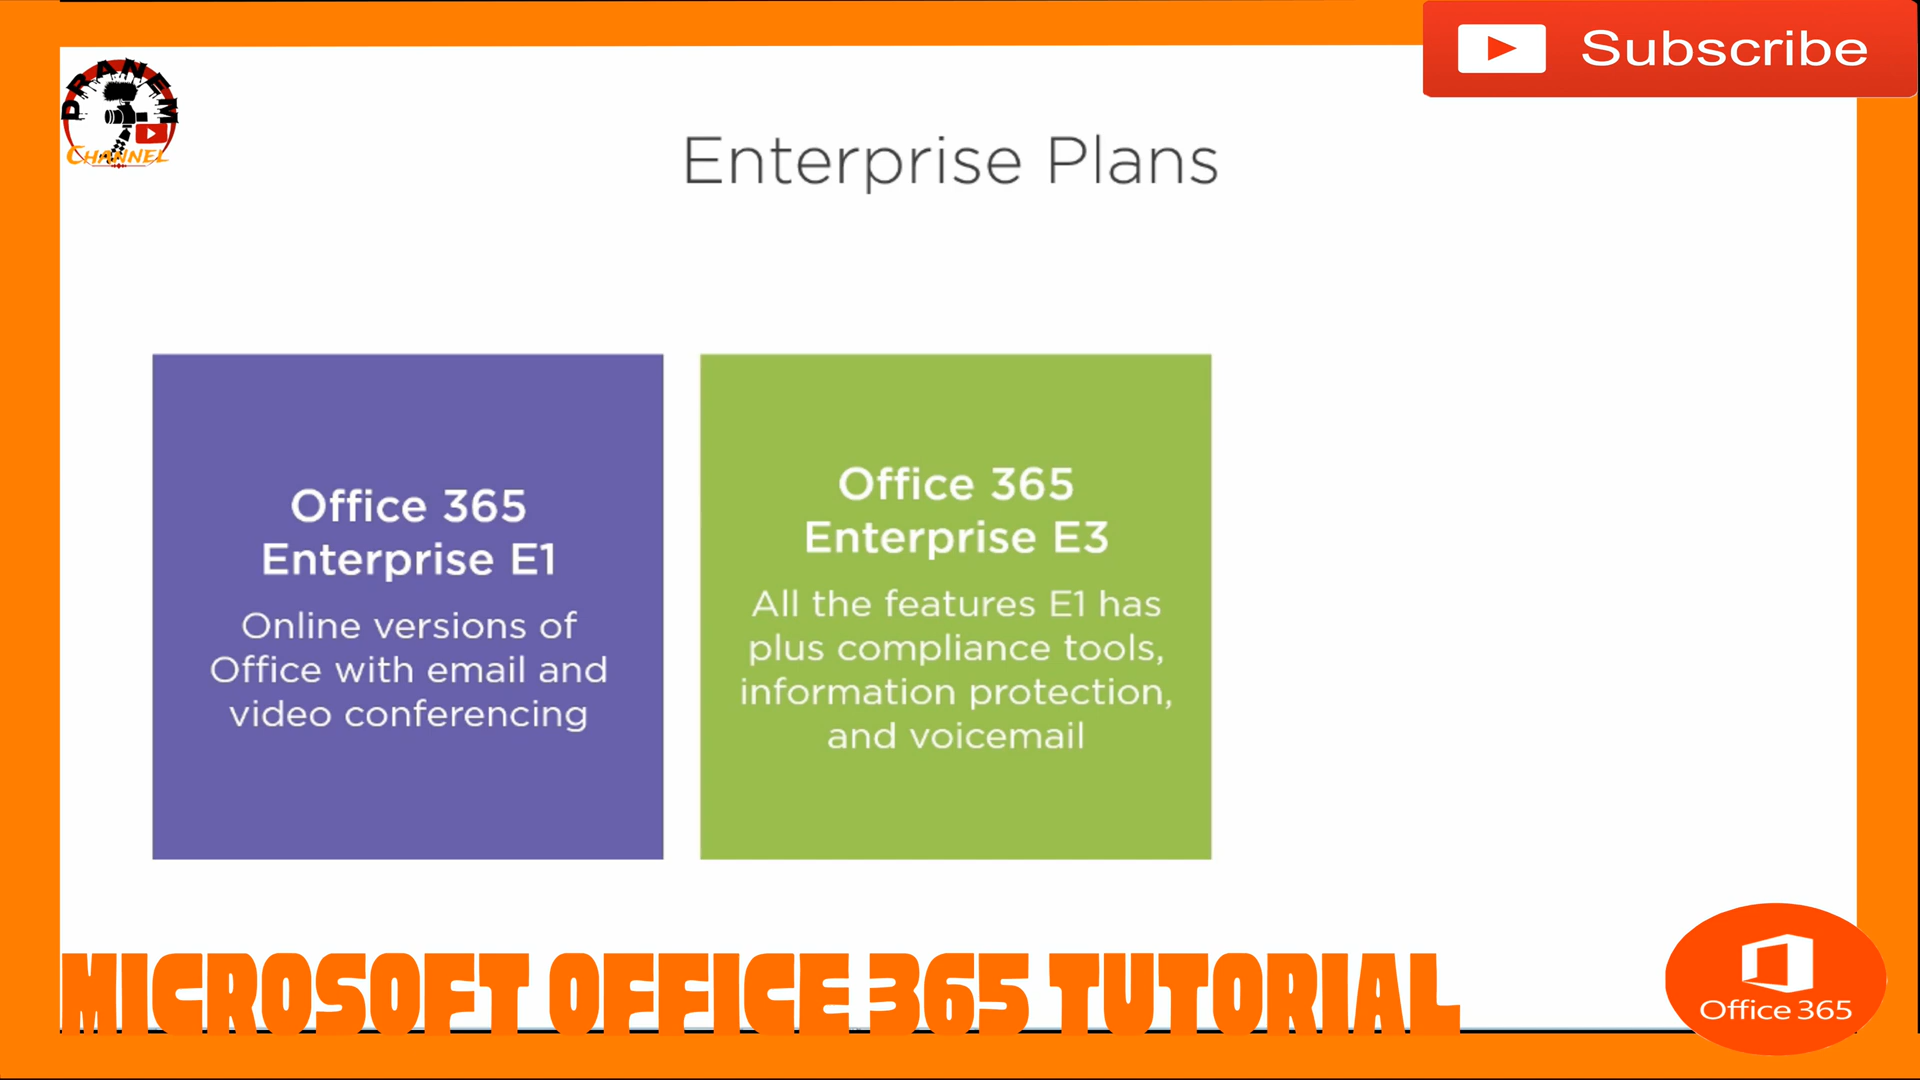 PRANEM
CHANNEL
Subscribe
Enterprise Plans
Office 365
Enterprise E1
Online versions of
Office with email and
video conferencing
Office 365
Enterprise E3
All the features E1 has
plus compliance tools,
information protection,
and voicemail
MICROSOFT OFFICE 365 TUTORIAL
Office 365